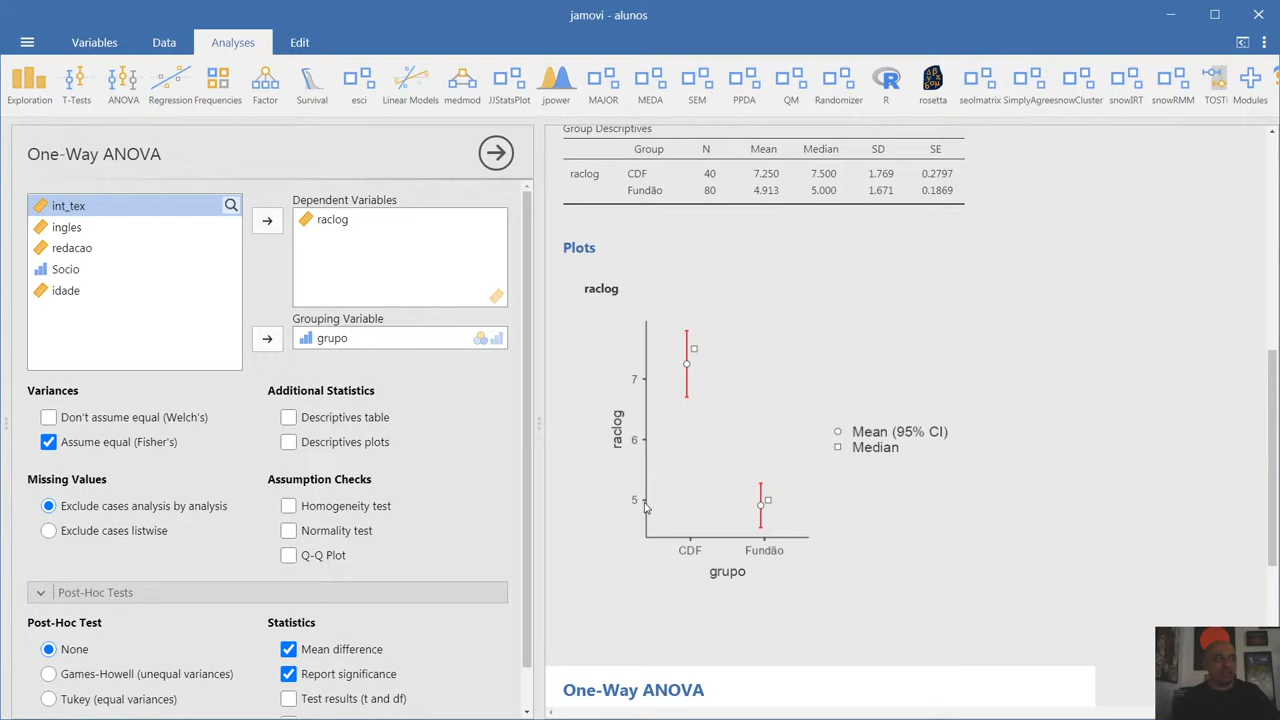 jamovi - alunos
Variables Data Analyses Edit
Exploration T-Tests ANOVA Regression Frequencies Factor Survival esci Linear Models medmod JJStatsPlot jpower MAJOR MEDA SEM PPDA QM Randomizer R rosetta seolmatrix SimplyAgree snowCluster snowIRT snowRMM TOSTI Modules
One-Way ANOVA
int_tex
ingles
redacao
Socio
idade
Dependent Variables
raclog
Grouping Variable
grupo
Variances
Don't assume equal (Welch's)
Assume equal (Fisher's)
Additional Statistics
Descriptives table
Descriptives plots
Missing Values
Exclude cases analysis by analysis
Exclude cases listwise
Assumption Checks
Homogeneity test
Normality test
Q-Q Plot
Post-Hoc Tests
Post-Hoc Test
None
Games-Howell (unequal variances)
Tukey (equal variances)
Statistics
Mean difference
Report significance
Test results (t and df)
Group Descriptives
Group N Mean Median SD SE
raclog CDF 40 7.250 7.500 1.769 0.2797
Fundão 80 4.913 5.000 1.671 0.1869
Plots
raclog
7
6
5
raclog
CDF Fundão
grupo
Mean (95% CI)
Median
One-Way ANOVA